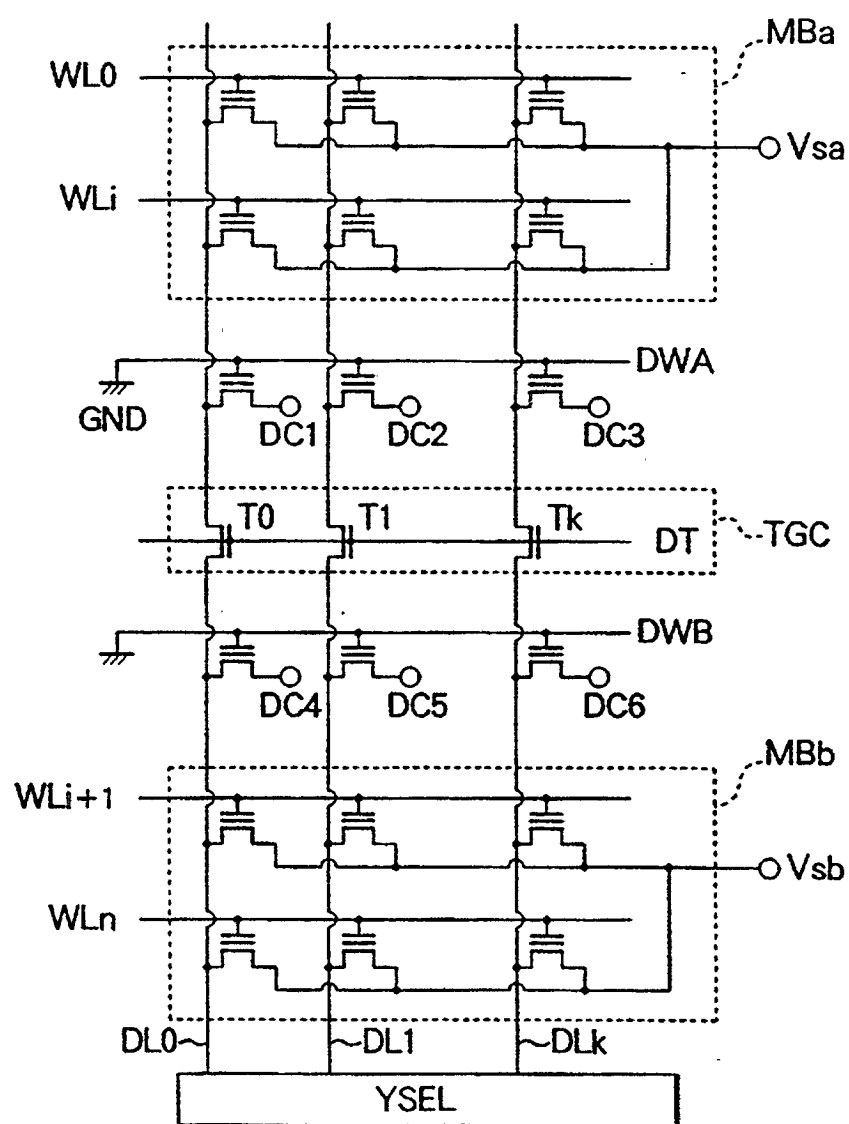 MBa
WL0
Vsa
WLi
DWA
GND
DC1 DC2 DC3
T0 T1 Tk
DT TGC
DWB
DC4 DC5 DC6
MBb
WLi+1
Vsb
WLn
DL0 DL1 DLk
YSEL